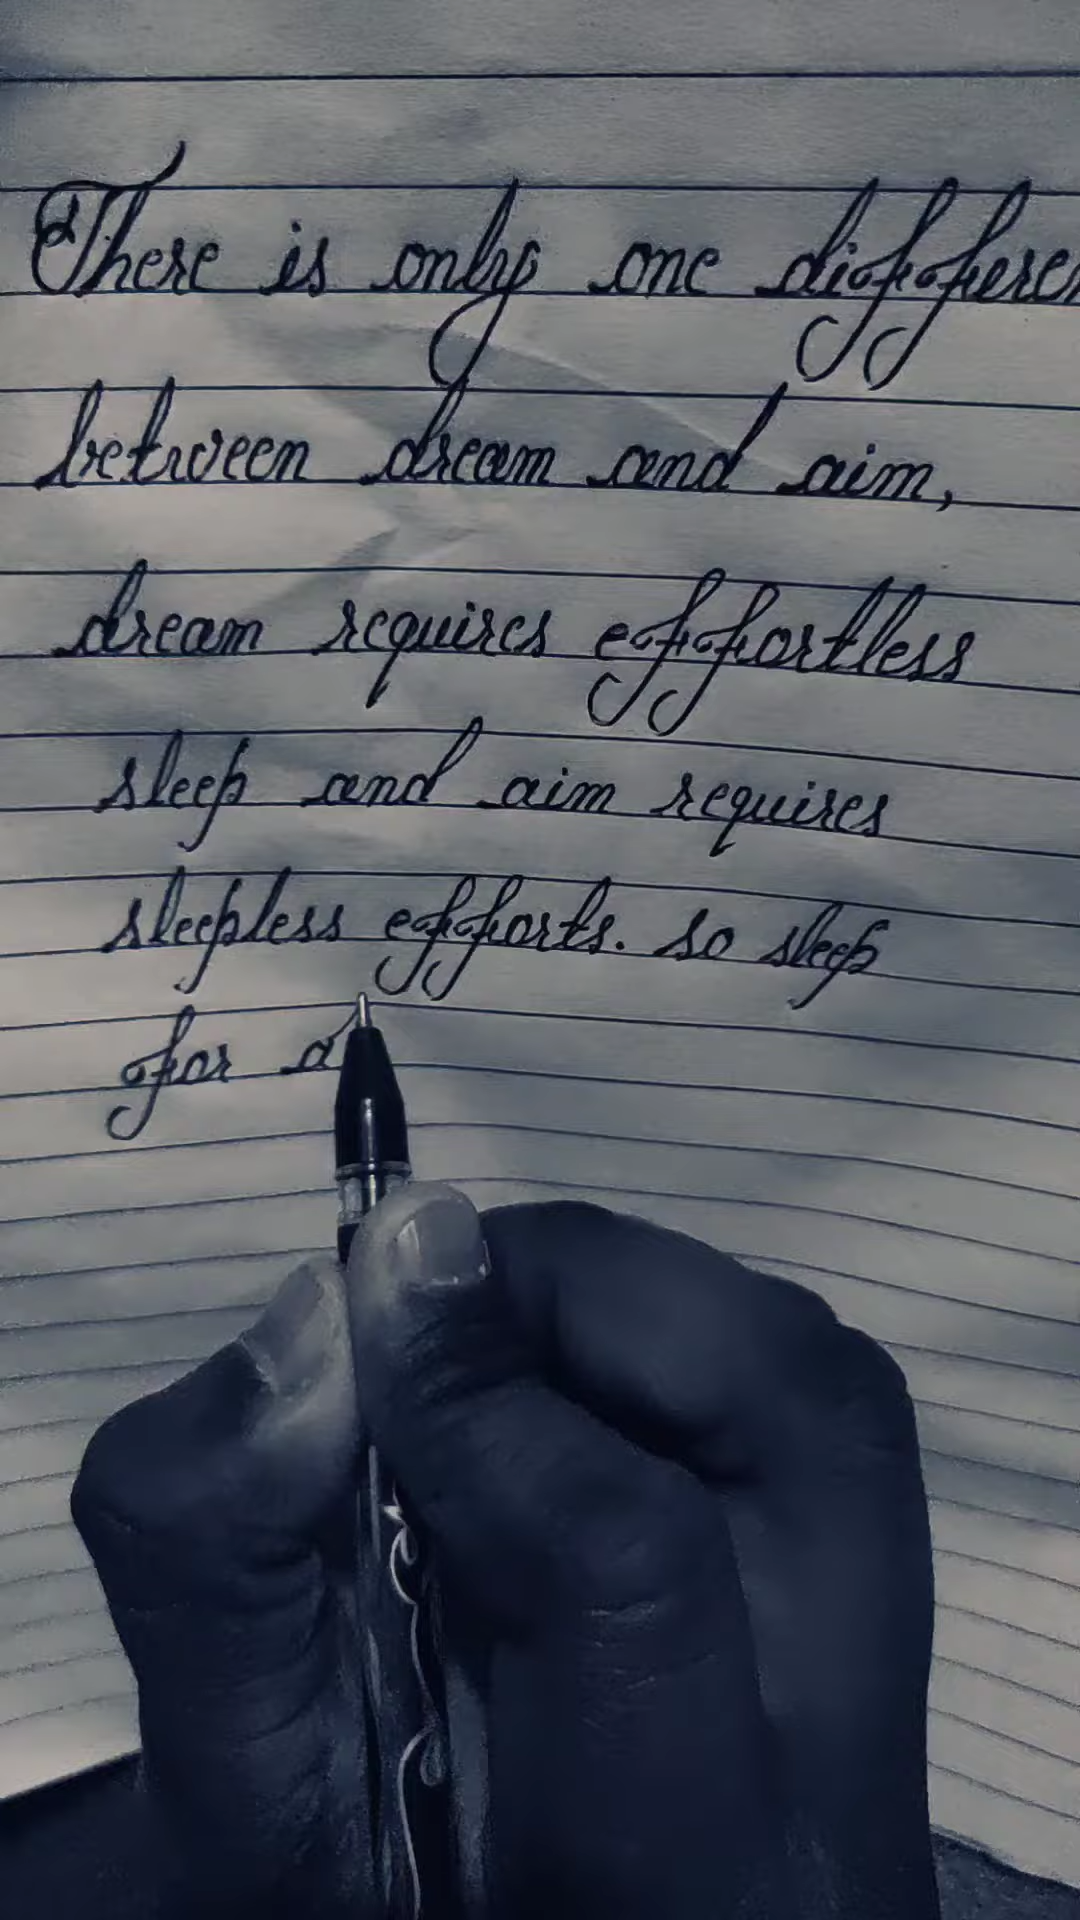 There is only one differen
between dream and aim,
dream requires effortless
sleep and aim requires
sleepless efforts. so sleep
for a